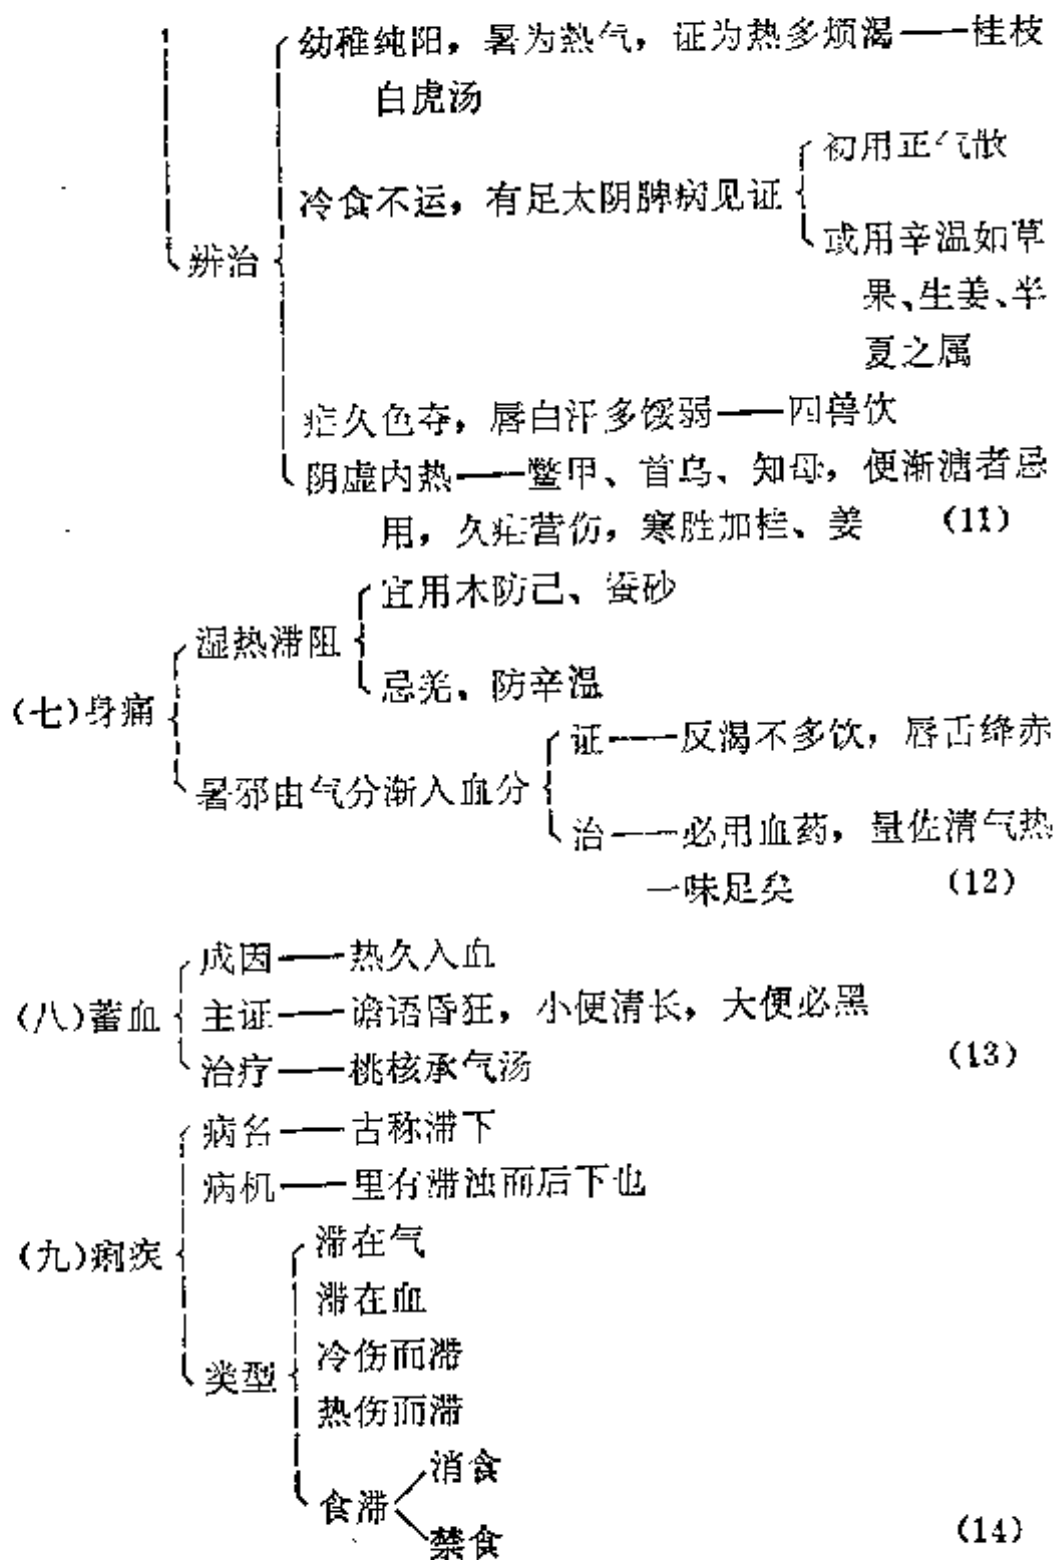 幼稚纯阳，暑为热气，证为热多烦渴——桂枝
白虎汤
初用正气散
冷食不运，有足太阴脾病见证
或用辛温如草
辨治
果、生姜、半
夏之属
疟久色夺，唇白汗多馁弱——四兽饮
阴虚内热——鳖甲、首乌、知母，便渐溏者忌
用，久疟营伤，寒胜加桂、姜 (11)
宜用木防己、蚕砂
湿热滞阻
忌羌、防辛温
(七)身痛
证——反渴不多饮，唇舌绛赤
暑邪由气分渐入血分
治——必用血药，量佐清气热
一味足矣 (12)
成因——热久入血
(八)蓄血
主证——谵语昏狂，小便清长，大便必黑
治疗——桃核承气汤 (13)
病名——古称滞下
病机——里有滞浊而后下也
(九)痢疾
滞在气
滞在血
冷伤而滞
类型
热伤而滞
消食
食滞
禁食 (14)